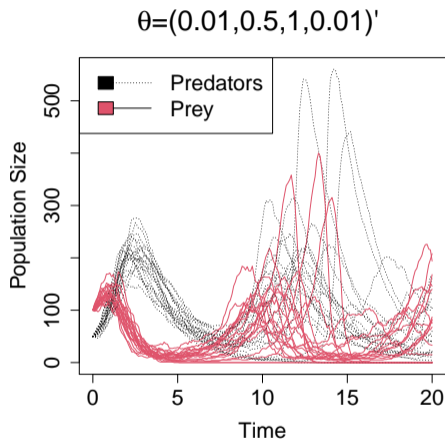 θ=(0.01,0.5,1,0.01)'
Predators
Prey
Population Size
500
300
100
0
0
5
10
15
20
Time